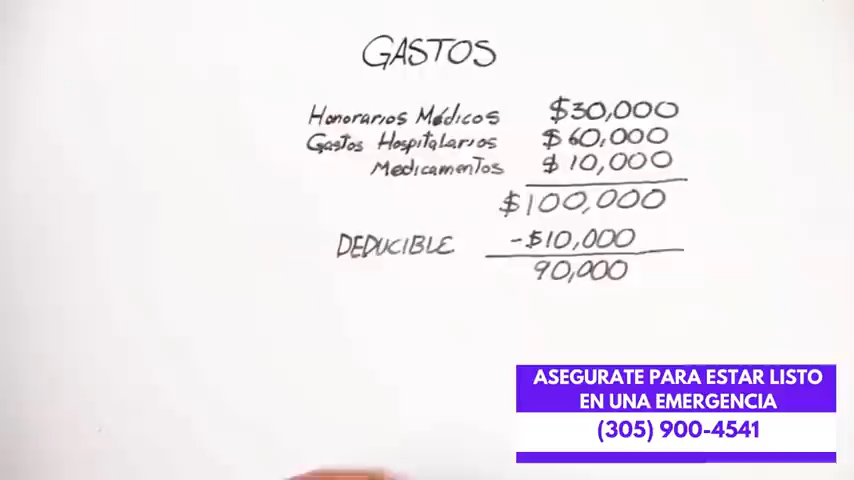 GASTOS
Honorarios Médicos $30,000
Gastos Hospitalarios $60,000
Medicamentos $10,000
$100,000
DEDUCIBLE -$10,000
90,000
ASEGURATE PARA ESTAR LISTO
EN UNA EMERGENCIA
(305) 900-4541